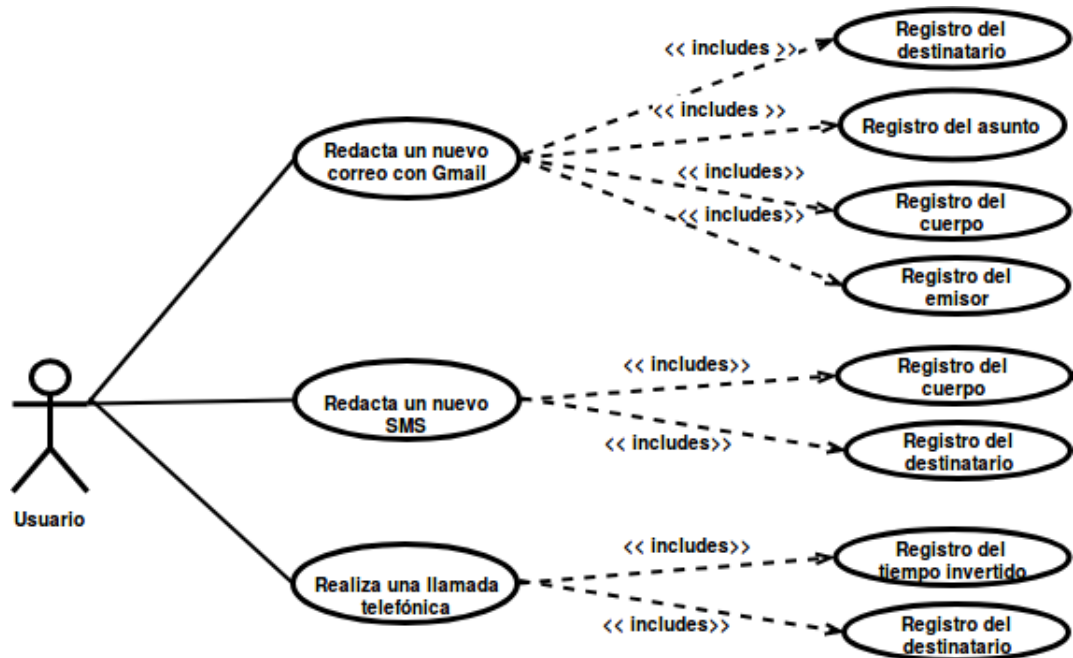 Registro del
destinatario
<< includes >>
<< includes >>
Registro del asunto
Redacta un nuevo
correo con Gmail
<< includes>>
Registro del
cuerpo
<< includes>>
Registro del
emisor
<< includes>>
Registro del
cuerpo
Redacta un nuevo
SMS
<< includes>>
Registro del
destinatario
Usuario
<< includes>>
Registro del
tiempo invertido
Realiza una llamada
telefónica
<< includes>>
Registro del
destinatario